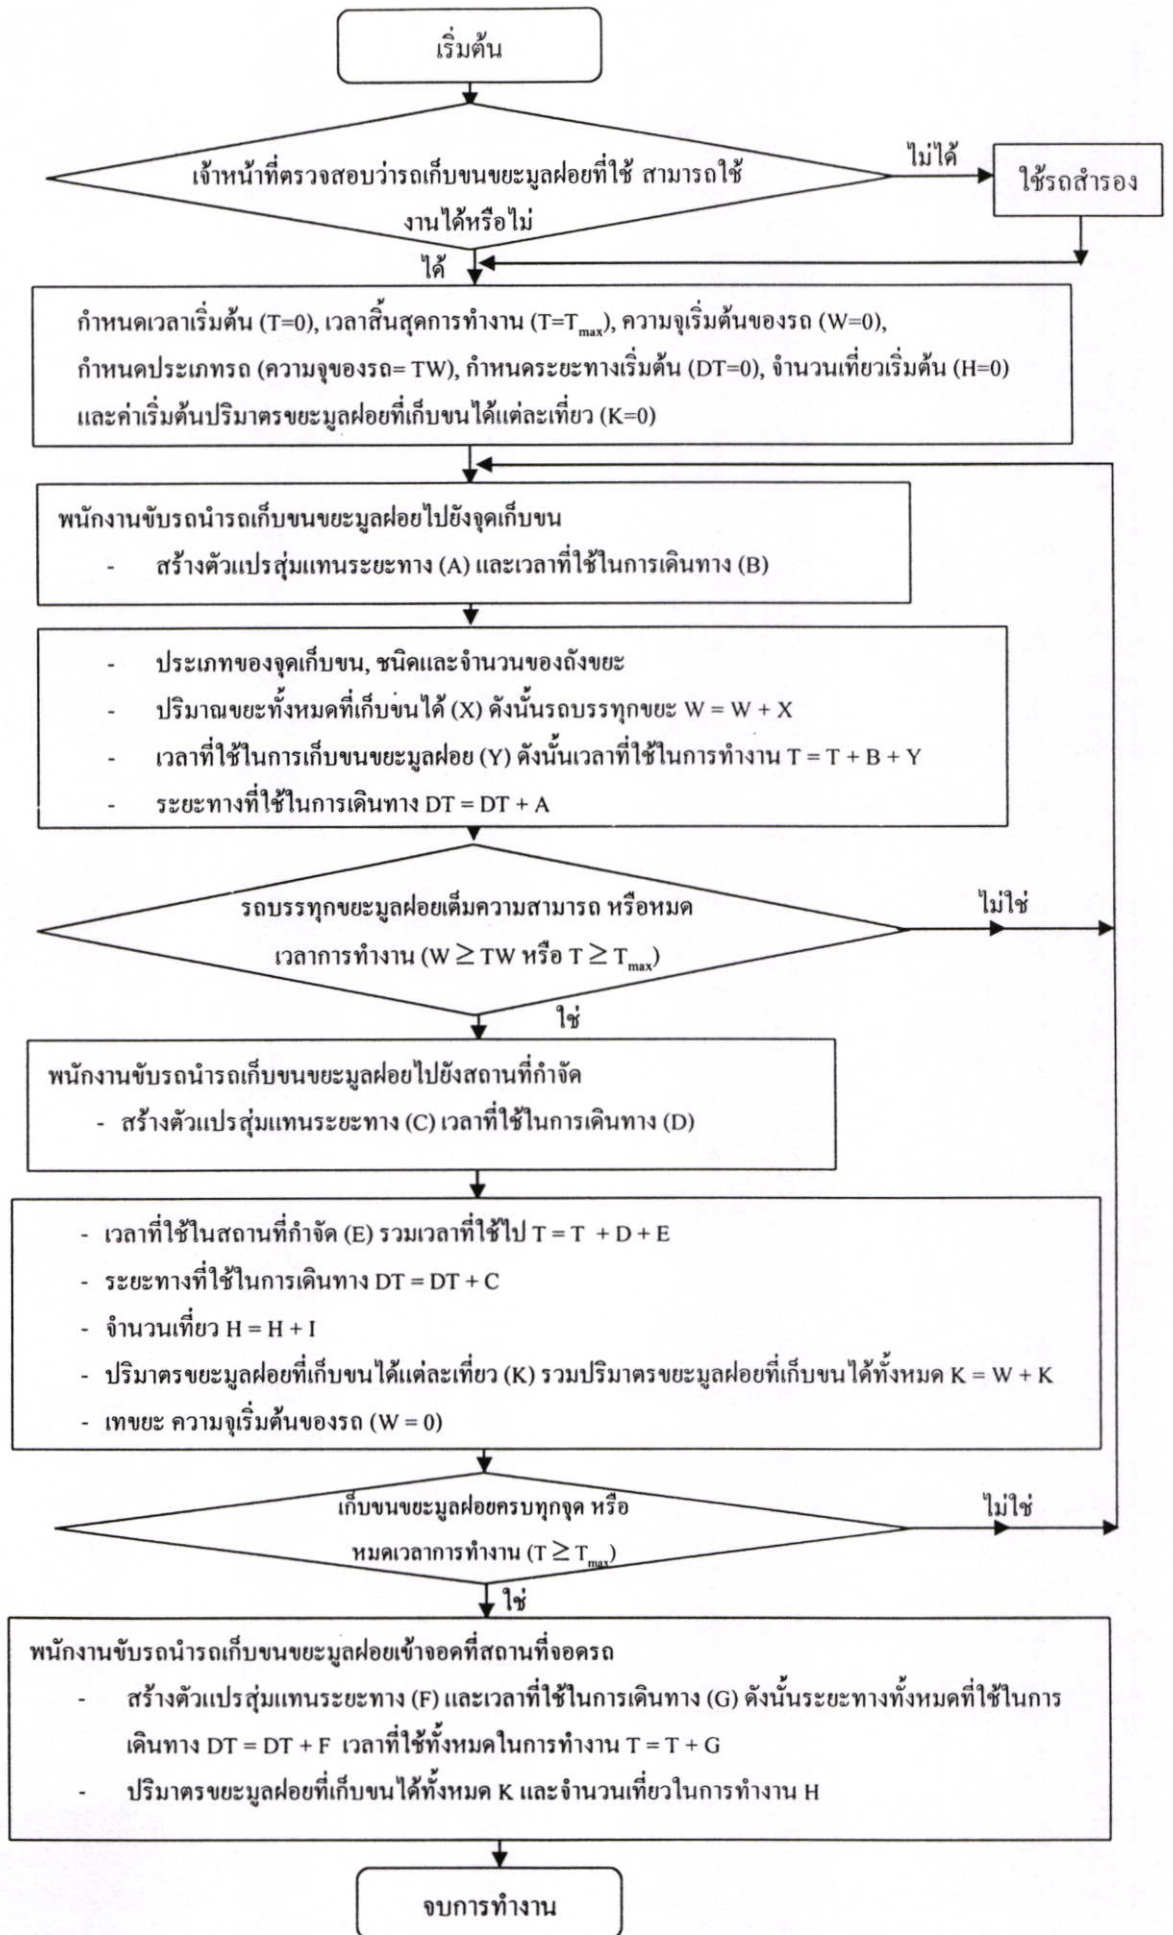 เริ่มต้น
เจ้าหน้าที่ตรวจสอบว่ารถเก็บขนขยะมูลฝอยที่ใช้ สามารถใช้
งานได้หรือไม่
ไม่ได้
ใช้รถสำรอง
ได้
กำหนดเวลาเริ่มต้น (T=0), เวลาสิ้นสุดการทำงาน (T=Tmax), ความจุเริ่มต้นของรถ (W=0),
กำหนดประเภทรถ (ความจุของรถ= TW), กำหนดระยะทางเริ่มต้น (DT=0), จำนวนเที่ยวเริ่มต้น (H=0)
และค่าเริ่มต้นปริมาตรขยะมูลฝอยที่เก็บขนได้แต่ละเที่ยว (K=0)
พนักงานขับรถนำรถเก็บขนขยะมูลฝอยไปยังจุดเก็บขน
- สร้างตัวแปรสุ่มแทนระยะทาง (A) และเวลาที่ใช้ในการเดินทาง (B)
- ประเภทของจุดเก็บขน, ชนิดและจำนวนของถังขยะ
- ปริมาณขยะทั้งหมดที่เก็บขนได้ (X) ดังนั้นรถบรรทุกขยะ W = W + X
- เวลาที่ใช้ในการเก็บขนขยะมูลฝอย (Y) ดังนั้นเวลาที่ใช้ในการทำงาน T = T + B + Y
- ระยะทางที่ใช้ในการเดินทาง DT = DT + A
รถบรรทุกขยะมูลฝอยเต็มความสามารถ หรือหมด
เวลาการทำงาน (W ≥ TW หรือ T ≥ Tmax)
ไม่ใช่
ใช่
พนักงานขับรถนำรถเก็บขนขยะมูลฝอยไปยังสถานที่กำจัด
- สร้างตัวแปรสุ่มแทนระยะทาง (C) เวลาที่ใช้ในการเดินทาง (D)
- เวลาที่ใช้ในสถานที่กำจัด (E) รวมเวลาที่ใช้ไป T = T + D + E
- ระยะทางที่ใช้ในการเดินทาง DT = DT + C
- จำนวนเที่ยว H = H + I
- ปริมาตรขยะมูลฝอยที่เก็บขนได้แต่ละเที่ยว (K) รวมปริมาตรขยะมูลฝอยที่เก็บขนได้ทั้งหมด K = W + K
- เทขยะ ความจุเริ่มต้นของรถ (W = 0)
เก็บขนขยะมูลฝอยครบทุกจุด หรือ
หมดเวลาการทำงาน (T ≥ Tmax)
ไม่ใช่
ใช่
พนักงานขับรถนำรถเก็บขนขยะมูลฝอยเข้าจอดที่สถานที่จอดรถ
- สร้างตัวแปรสุ่มแทนระยะทาง (F) และเวลาที่ใช้ในการเดินทาง (G) ดังนั้นระยะทางทั้งหมดที่ใช้ในการ
เดินทาง DT = DT + F เวลาที่ใช้ทั้งหมดในการทำงาน T = T + G
- ปริมาตรขยะมูลฝอยที่เก็บขนได้ทั้งหมด K และจำนวนเที่ยวในการทำงาน H
จบการทำงาน